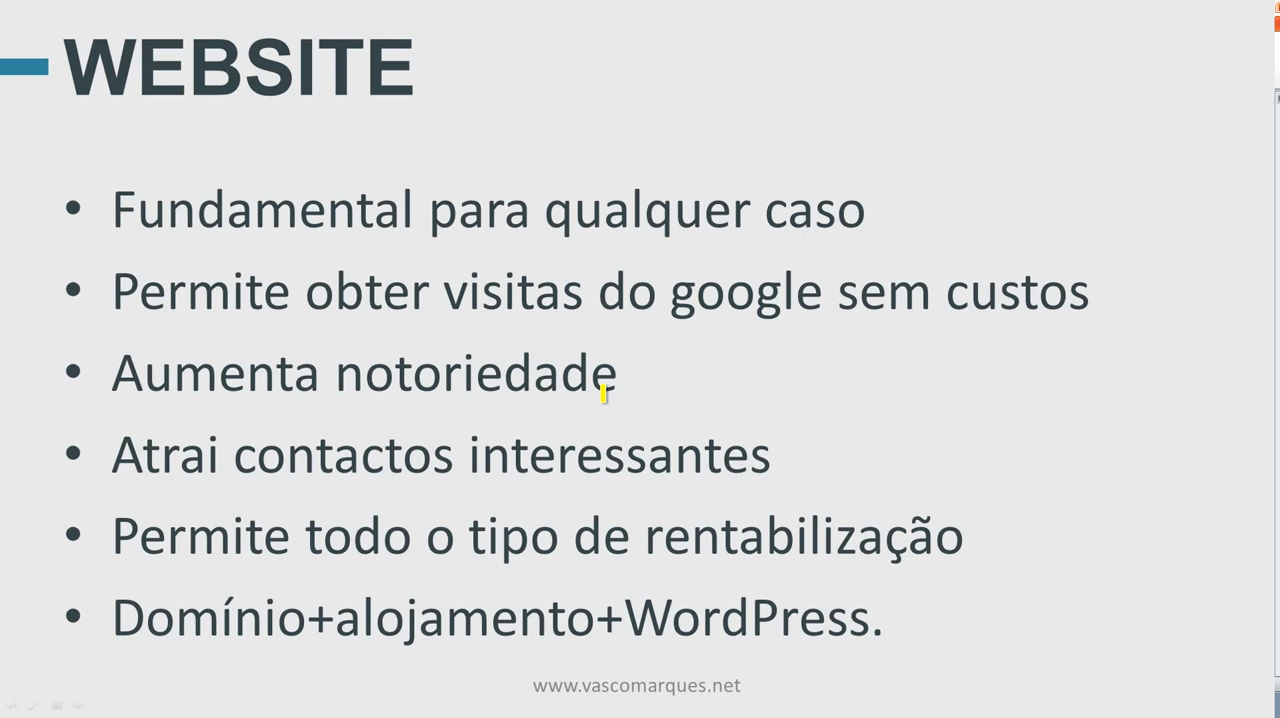 WEBSITE
• Fundamental para qualquer caso
• Permite obter visitas do google sem custos
• Aumenta notoriedade
• Atrai contactos interessantes
• Permite todo o tipo de rentabilização
• Domínio+alojamento+WordPress.
www.vascomarques.net